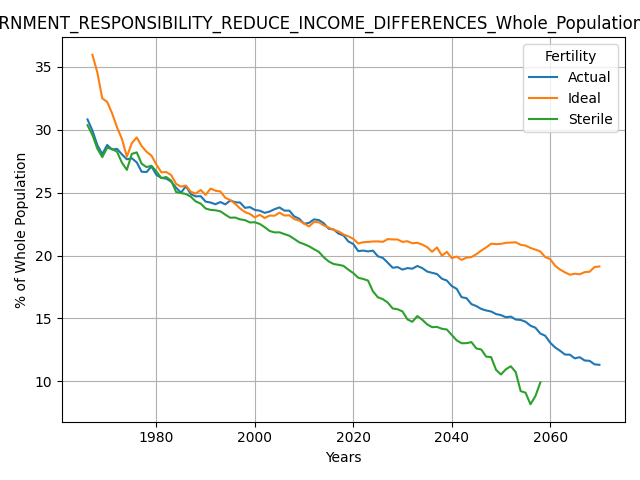 RNMENT_RESPONSIBILITY_REDUCE_INCOME_DIFFERENCES_Whole_Population
Fertility
Actual
Ideal
Sterile
% of Whole Population
35
30
25
20
15
10
1980
2000
2020
2040
2060
Years